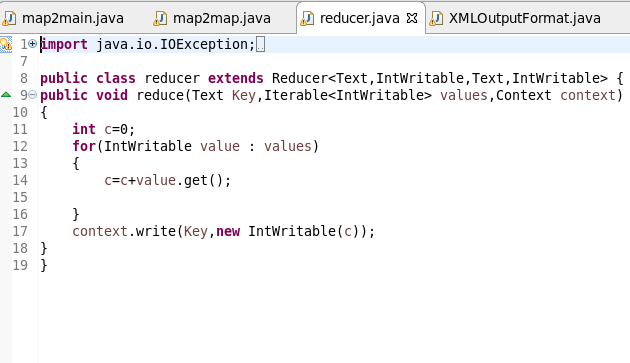 map2main.java map2map.java reducer.java XMLOutputFormat.java
1 import java.io.IOException;
7
8 public class reducer extends Reducer<Text,IntWritable,Text,IntWritable> {
9 public void reduce(Text Key,Iterable<IntWritable> values,Context context)
10 {
11     int c=0;
12     for(IntWritable value : values)
13     {
14         c=c+value.get();
15
16     }
17     context.write(Key,new IntWritable(c));
18 }
19 }